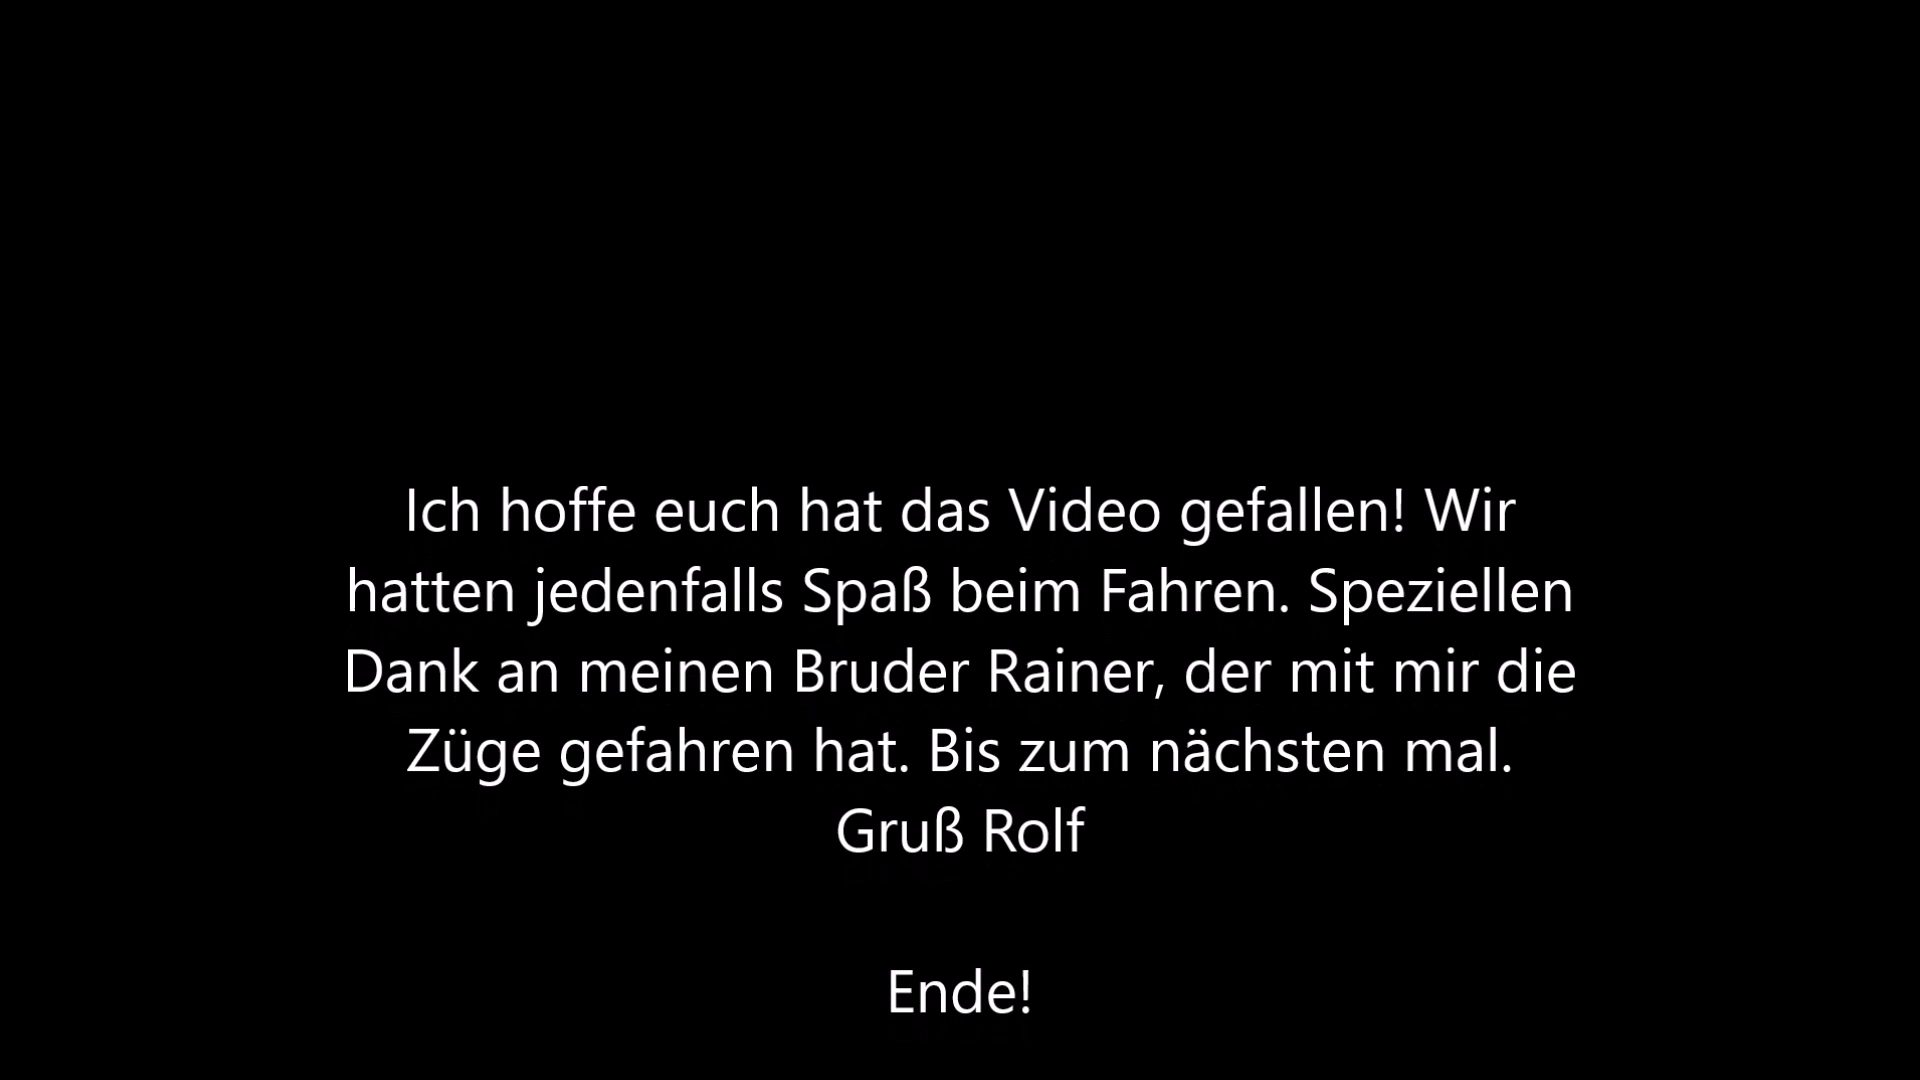 Ich hoffe euch hat das Video gefallen! Wir
hatten jedenfalls Spaß beim Fahren. Speziellen
Dank an meinen Bruder Rainer, der mit mir die
Züge gefahren hat. Bis zum nächsten mal.
Gruß Rolf
Ende!